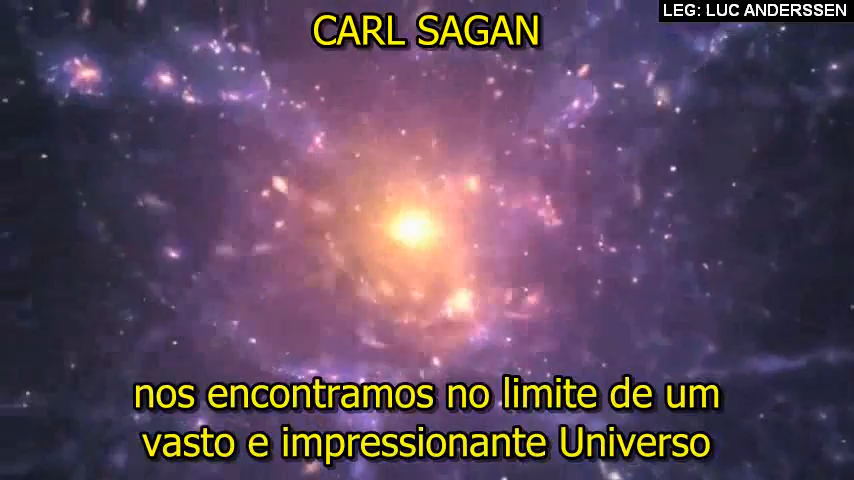 LEG: LUC ANDERSSEN
CARL SAGAN
nos encontramos no limite de um
vasto e impressionante Universo